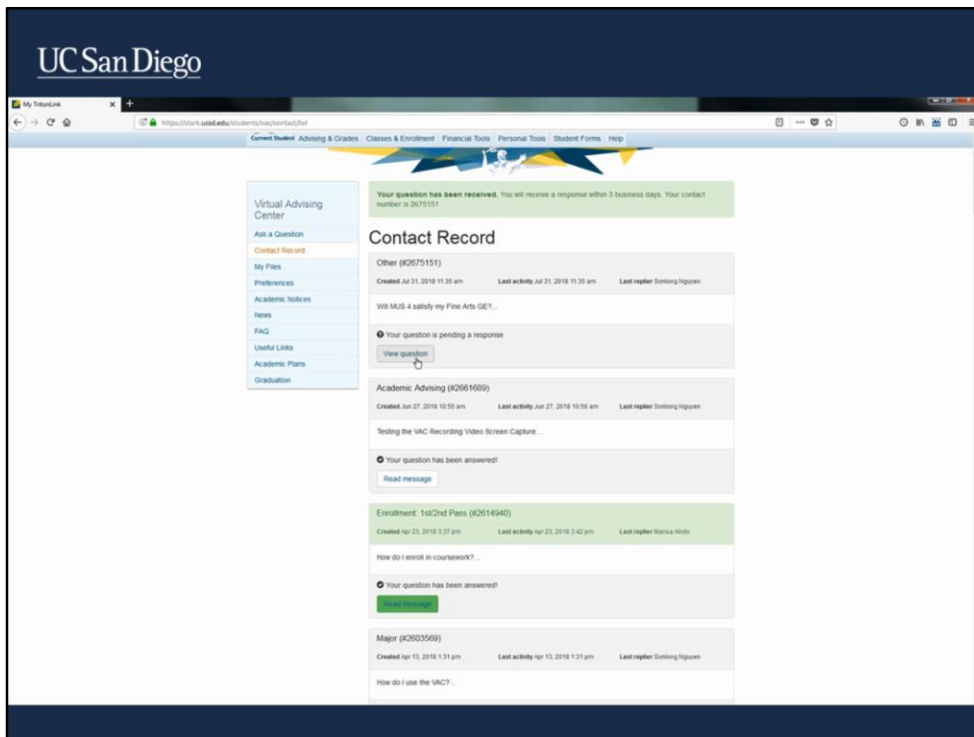 UC San Diego
My TritonLink
https://stark.ucsd.edu/students/vac/contact/list
Current Student Advising & Grades Classes & Enrollment Financial Tools Personal Tools Student Forms Help
Virtual Advising
Center
Ask a Question
Contact Record
My Files
Preferences
Academic Notices
News
FAQ
Useful Links
Academic Plans
Graduation
Your question has been received. You will receive a response within 3 business days. Your contact
number is 2675151
Contact Record
Other (#2675151)
Created Jul 31, 2018 11:35 am Last activity Jul 31, 2018 11:35 am Last replier Sonlong Nguyen
Will MUS 4 satisfy my Fine Arts GE?...
Your question is pending a response
View question
Academic Advising (#2661689)
Created Jun 27, 2018 10:55 am Last activity Jun 27, 2018 10:56 am Last replier Sonlong Nguyen
Testing the VAC Recording Video Screen Capture...
Your question has been answered!
Read message
Enrollment: 1st/2nd Pass (#2614940)
Created Apr 23, 2018 3:37 pm Last activity Apr 23, 2018 3:42 pm Last replier Marisa
How do I enroll in coursework?...
Your question has been answered!
Read message
Major (#2603569)
Created Apr 13, 2018 1:31 pm Last activity Apr 13, 2018 1:31 pm Last replier Sonlong Nguyen
How do I use the VAC?...